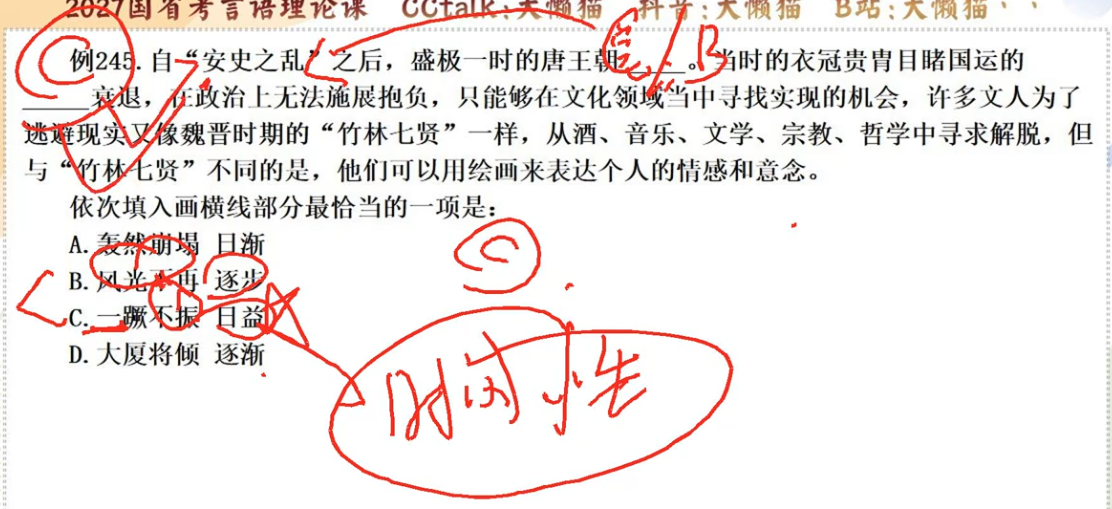 2027国省考言语理论课 CCtalk:大懒猫 抖音:大懒猫 B站:大懒猫
例245.自“安史之乱”之后，盛极一时的唐王朝____。当时的衣冠贵胄目睹国运的
B
____衰退，在政治上无法施展抱负，只能够在文化领域当中寻找实现的机会，许多文人为了
逃避现实又像魏晋时期的“竹林七贤”一样，从酒、音乐、文学、宗教、哲学中寻求解脱，但
与“竹林七贤”不同的是，他们可以用绘画来表达个人的情感和意念。
依次填入画横线部分最恰当的一项是：
A.轰然崩塌 日渐
B.风光不再 逐步
C.一蹶不振 日益
D.大厦将倾 逐渐
C
时间性